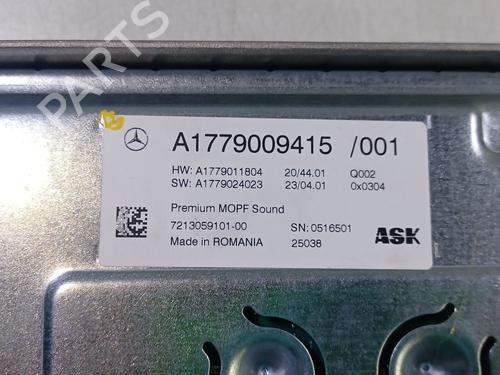 A1779009415 /001
HW: A1779011804 20/44.01 Q002
SW: A1779024023 23/04.01 0x0304
Premium MOPF Sound
7213059101-00 SN: 0516501
Made in ROMANIA 25038 ASK
B-PARTS